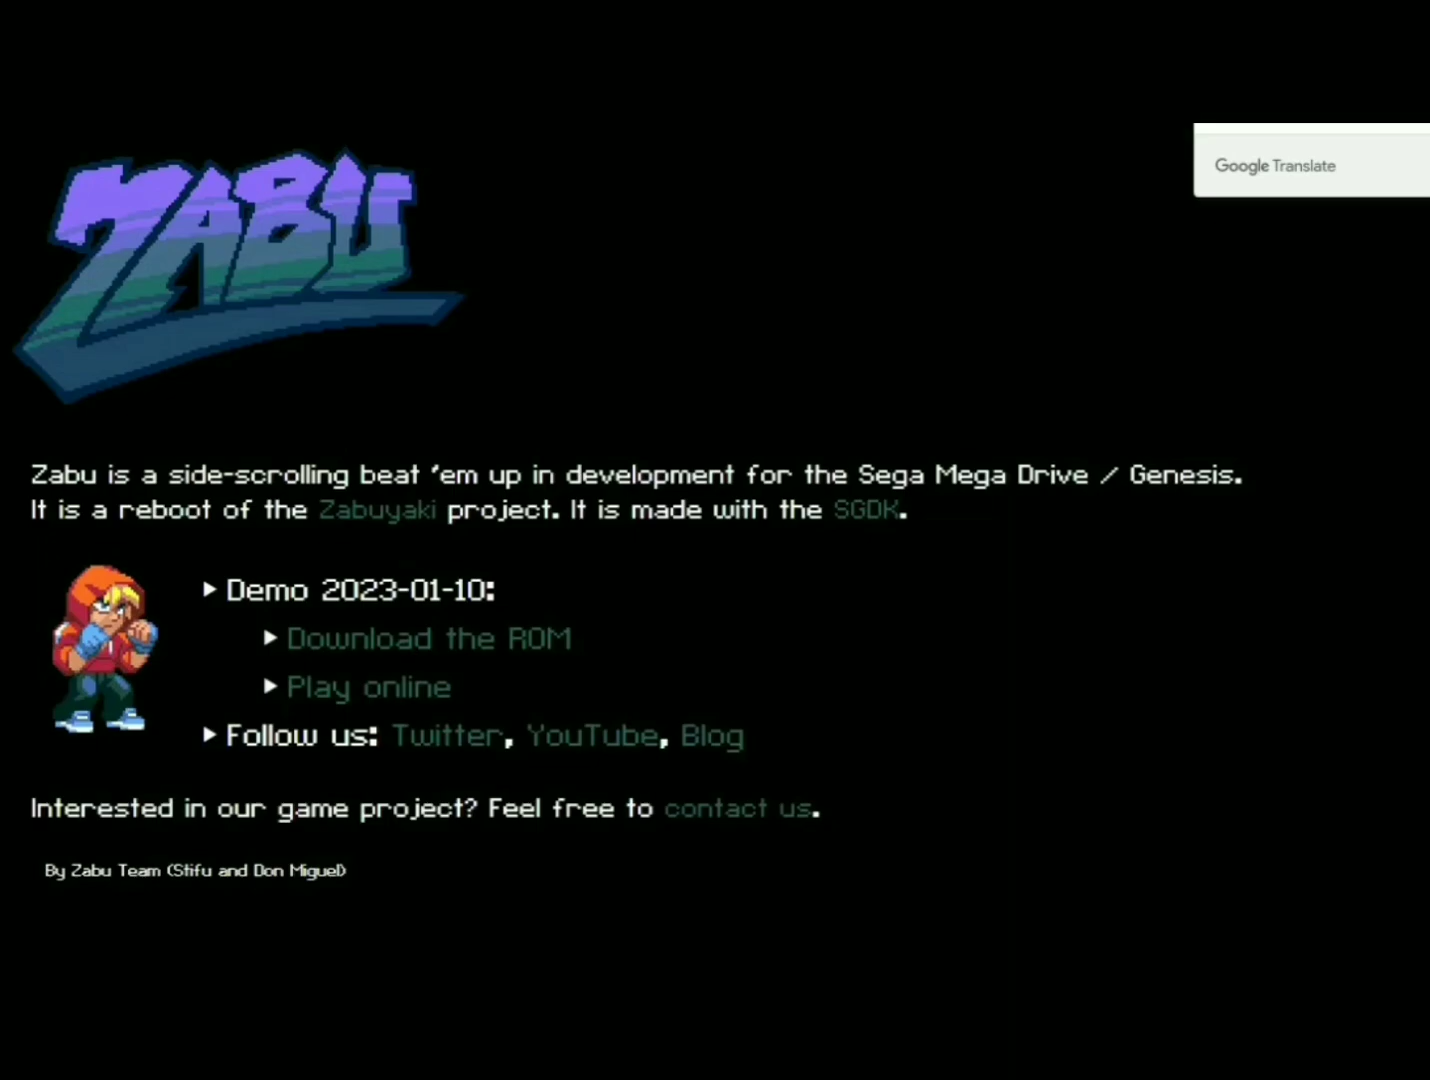 ZABU
Google Translate
Zabu is a side-scrolling beat 'em up in development for the Sega Mega Drive / Genesis.
It is a reboot of the Zabuyaki project. It is made with the SGDK.
Demo 2023-01-10:
Download the ROM
Play online
Follow us: Twitter, YouTube, Blog
Interested in our game project? Feel free to contact us.
By Zabu Team (Stifu and Don Miguel)